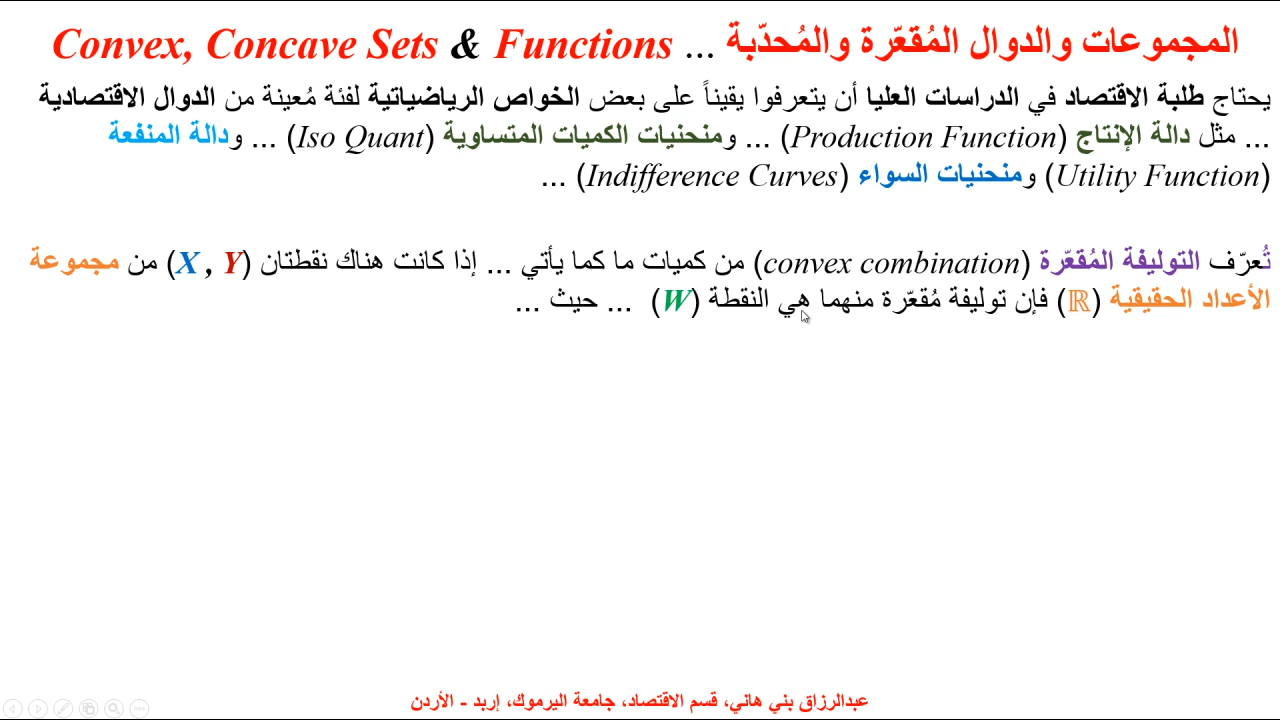 المجموعات والدوال المُقعّرة والمُحدّبة ... Convex, Concave Sets & Functions
يحتاج طلبة الاقتصاد في الدراسات العليا أن يتعرفوا يقيناً على بعض الخواص الرياضياتية لفئة مُعينة من الدوال الاقتصادية
... مثل دالة الإنتاج (Production Function) ... ومنحنيات الكميات المتساوية (Iso Quant) ... ودالة المنفعة
(Utility Function) ومنحنيات السواء (Indifference Curves) ...
تُعرّف التوليفة المُقعّرة (convex combination) من كميات ما كما يأتي ... إذا كانت هناك نقطتان (X , Y) من مجموعة
الأعداد الحقيقية (ℝ) فإن توليفة مُقعّرة منهما هي النقطة (W) ... حيث ...
عبدالرزاق بني هاني، قسم الاقتصاد، جامعة اليرموك، إربد - الأردن